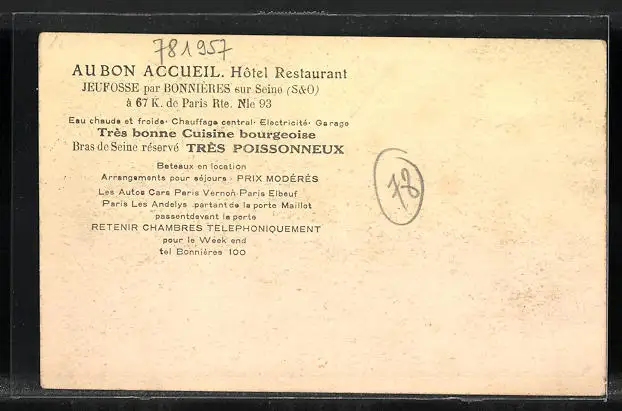 781957
AU BON ACCUEIL. Hôtel Restaurant
JEUFOSSE par BONNIÈRES sur Seine (S&O)
à 67 K. de Paris Rte. Nle 93
Eau chaude et froide· Chauffage central· Electricité· Garage
Très bonne Cuisine bourgeoise
Bras de Seine réservé TRÈS POISSONNEUX
Bateaux en location
Arrangements pour séjours · PRIX MODÉRÉS
Les Autos Cars Paris Vernon·Paris Elbeuf
Paris Les Andelys .partant de la porte Maillot
passentdevant la porte
RETENIR CHAMBRES TELEPHONIQUEMENT
pour le Week end
tel Bonnières 100
78